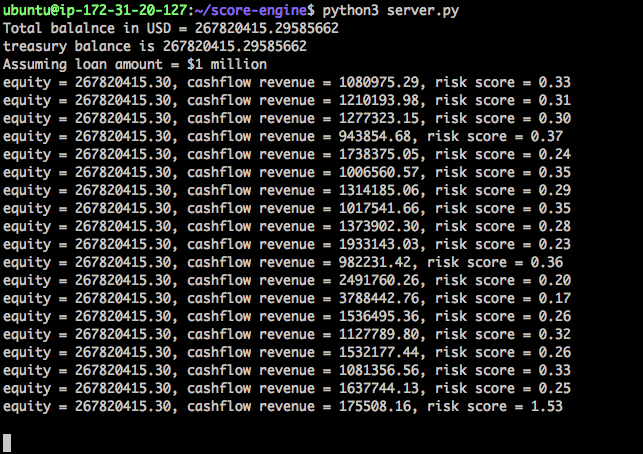 ubuntu@ip-172-31-20-127:~/score-engine$ python3 server.py
Total balalnce in USD = 267820415.29585662
treasury balance is 267820415.29585662
Assuming loan amount = $1 million
equity = 267820415.30, cashflow revenue = 1080975.29, risk score = 0.33
equity = 267820415.30, cashflow revenue = 1210193.98, risk score = 0.31
equity = 267820415.30, cashflow revenue = 1277323.15, risk score = 0.30
equity = 267820415.30, cashflow revenue = 943854.68, risk score = 0.37
equity = 267820415.30, cashflow revenue = 1738375.05, risk score = 0.24
equity = 267820415.30, cashflow revenue = 1006560.57, risk score = 0.35
equity = 267820415.30, cashflow revenue = 1314185.06, risk score = 0.29
equity = 267820415.30, cashflow revenue = 1017541.66, risk score = 0.35
equity = 267820415.30, cashflow revenue = 1373902.30, risk score = 0.28
equity = 267820415.30, cashflow revenue = 1933143.03, risk score = 0.23
equity = 267820415.30, cashflow revenue = 982231.42, risk score = 0.36
equity = 267820415.30, cashflow revenue = 2491760.26, risk score = 0.20
equity = 267820415.30, cashflow revenue = 3788442.76, risk score = 0.17
equity = 267820415.30, cashflow revenue = 1536495.36, risk score = 0.26
equity = 267820415.30, cashflow revenue = 1127789.80, risk score = 0.32
equity = 267820415.30, cashflow revenue = 1532177.44, risk score = 0.26
equity = 267820415.30, cashflow revenue = 1081356.56, risk score = 0.33
equity = 267820415.30, cashflow revenue = 1637744.13, risk score = 0.25
equity = 267820415.30, cashflow revenue = 175508.16, risk score = 1.53